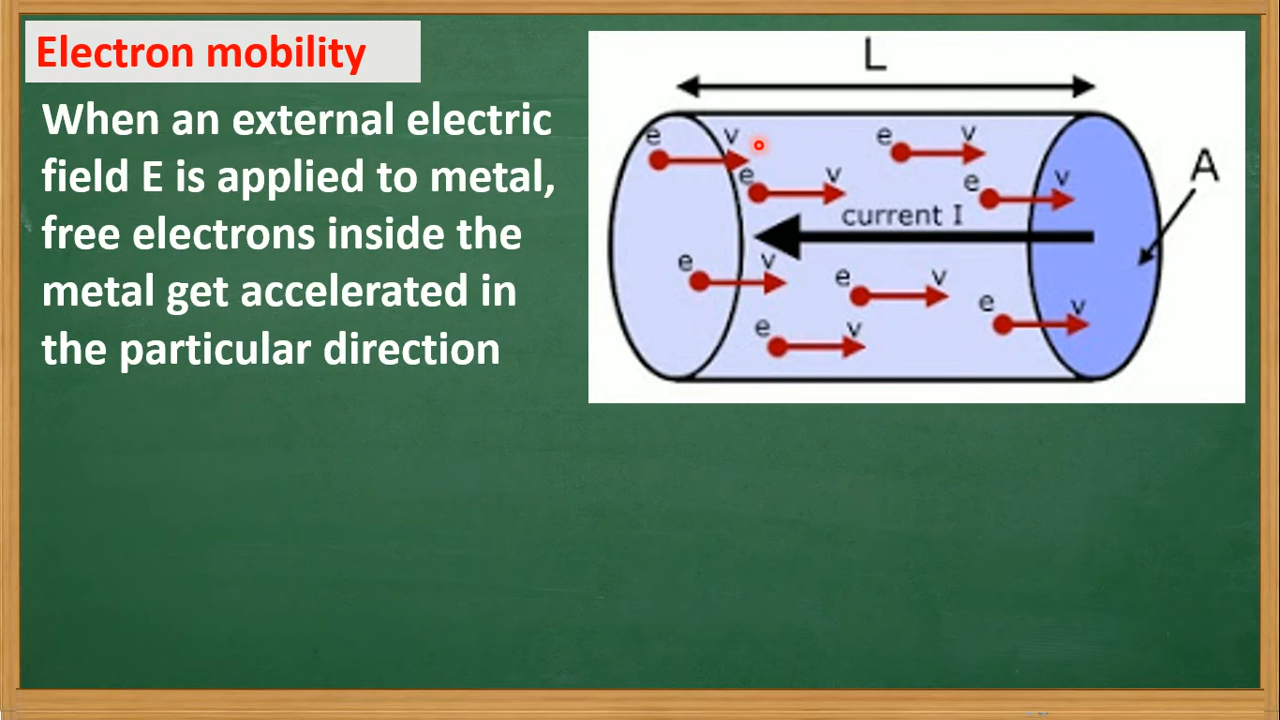 Electron mobility
When an external electric
field E is applied to metal,
free electrons inside the
metal get accelerated in
the particular direction
L
e v
e v
e v
e v
A
current I
e v
e v
e v
e v